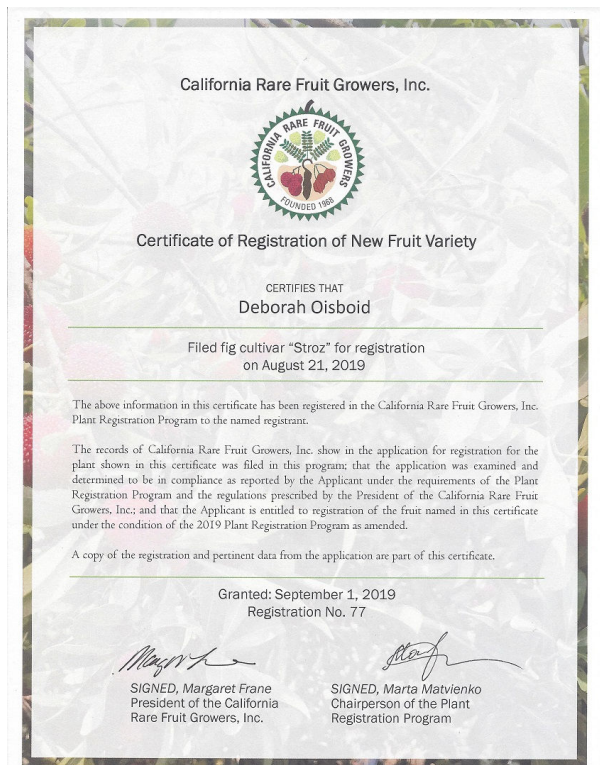 California Rare Fruit Growers, Inc.
CALIFORNIA RARE FRUIT GROWERS
FOUNDED 1968
Certificate of Registration of New Fruit Variety
CERTIFIES THAT
Deborah Oisboid
Filed fig cultivar “Stroz” for registration
on August 21, 2019
The above information in this certificate has been registered in the California Rare Fruit Growers, Inc.
Plant Registration Program to the named registrant.
The records of California Rare Fruit Growers, Inc. show in the application for registration for the
plant shown in this certificate was filed in this program; that the application was examined and
determined to be in compliance as reported by the Applicant under the requirements of the Plant
Registration Program and the regulations prescribed by the President of the California Rare Fruit
Growers, Inc.; and that the Applicant is entitled to registration of the fruit named in this certificate
under the condition of the 2019 Plant Registration Program as amended.
A copy of the registration and pertinent data from the application are part of this certificate.
Granted: September 1, 2019
Registration No. 77
SIGNED, Margaret Frane
President of the California
Rare Fruit Growers, Inc.
SIGNED, Marta Matvienko
Chairperson of the Plant
Registration Program